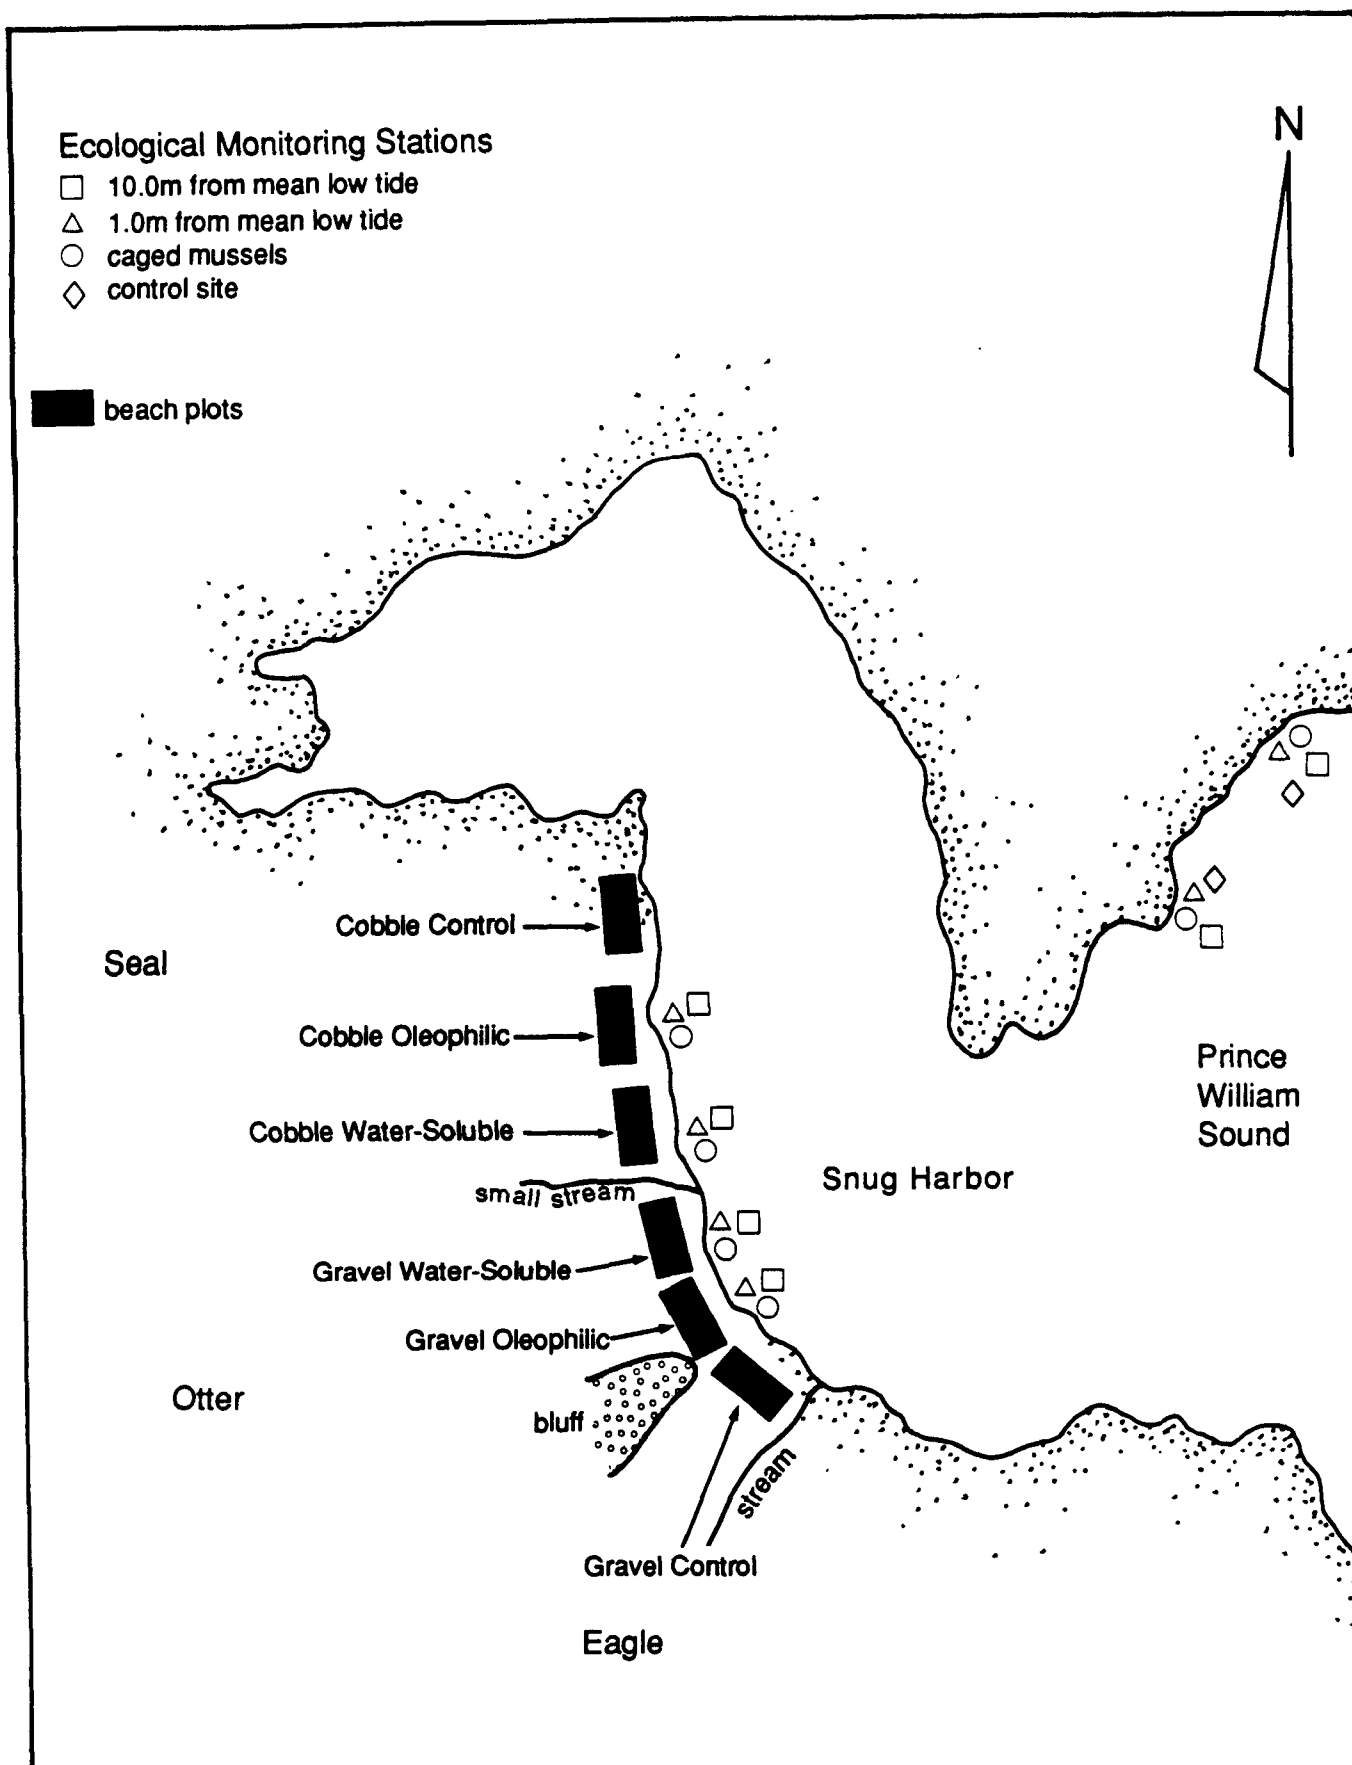 Ecological Monitoring Stations
10.0m from mean low tide
1.0m from mean low tide
caged mussels
control site
beach plots
N
Cobble Control
Seal
Cobble Oleophilic
Prince
William
Sound
Cobble Water-Soluble
Snug Harbor
small stream
Gravel Water-Soluble
Gravel Oleophilic
Otter
bluff
stream
Gravel Control
Eagle